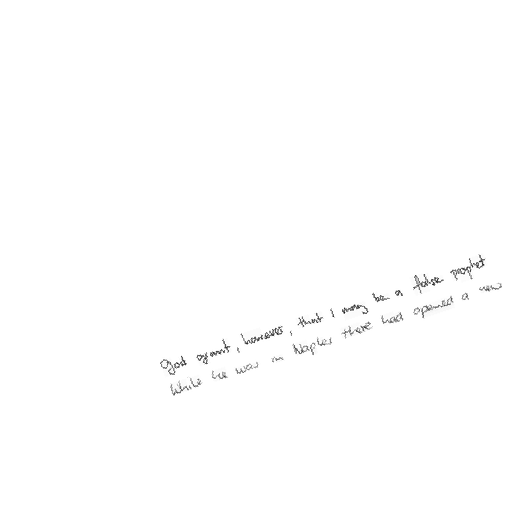 God grant, however, that I may be a false prophet
While he was in Naples there had opened a new